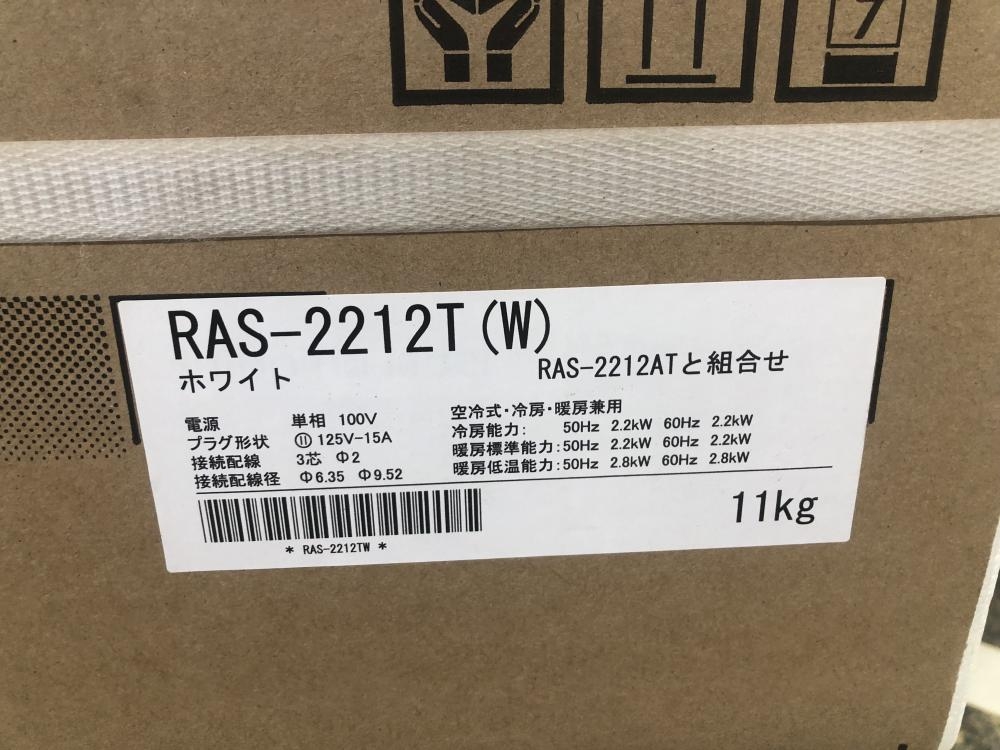 7
RAS-2212T(W)
ホワイト
RAS-2212ATと組合せ
電源 単相 100V
プラグ形状 ⑪ 125V-15A
接続配線 3芯 Φ2
接続配線径 Φ6.35 Φ9.52
空冷式・冷房・暖房兼用
冷房能力: 50Hz 2.2kW 60Hz 2.2kW
暖房標準能力:50Hz 2.2kW 60Hz 2.2kW
暖房低温能力:50Hz 2.8kW 60Hz 2.8kW
11kg
* RAS-2212TW *